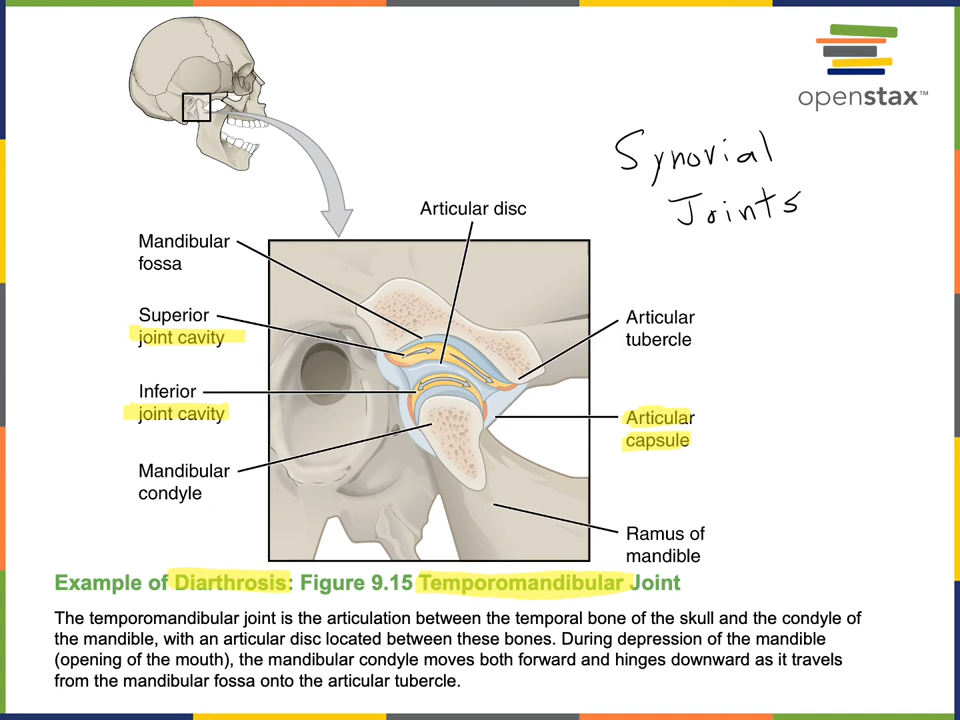 openstax™
Synovial
Joints
Articular disc
Mandibular
fossa
Superior
joint cavity
Articular
tubercle
Inferior
joint cavity
Articular
capsule
Mandibular
condyle
Ramus of
mandible
Example of Diarthrosis: Figure 9.15 Temporomandibular Joint
The temporomandibular joint is the articulation between the temporal bone of the skull and the condyle of
the mandible, with an articular disc located between these bones. During depression of the mandible
(opening of the mouth), the mandibular condyle moves both forward and hinges downward as it travels
from the mandibular fossa onto the articular tubercle.